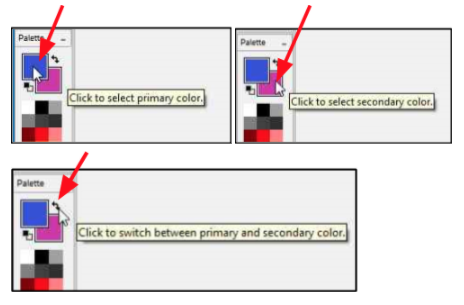 Palette
Click to select primary color.
Palette
Click to select secondary color.
Palette
Click to switch between primary and secondary color.